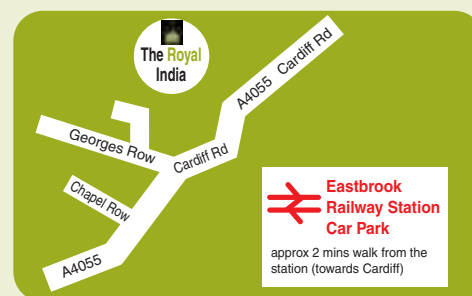 The Royal
India
A4055 Cardiff Rd
Georges Row
Cardiff Rd
Chapel Row
A4055
Eastbrook
Railway Station
Car Park
approx 2 mins walk from the
station (towards Cardiff)